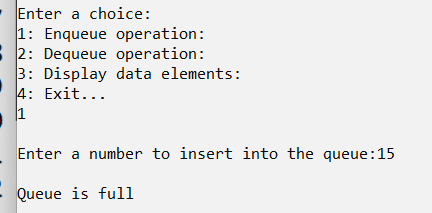 Enter a choice:
1: Enqueue operation:
2: Dequeue operation:
3: Display data elements:
4: Exit...
1
Enter a number to insert into the queue:15
Queue is full